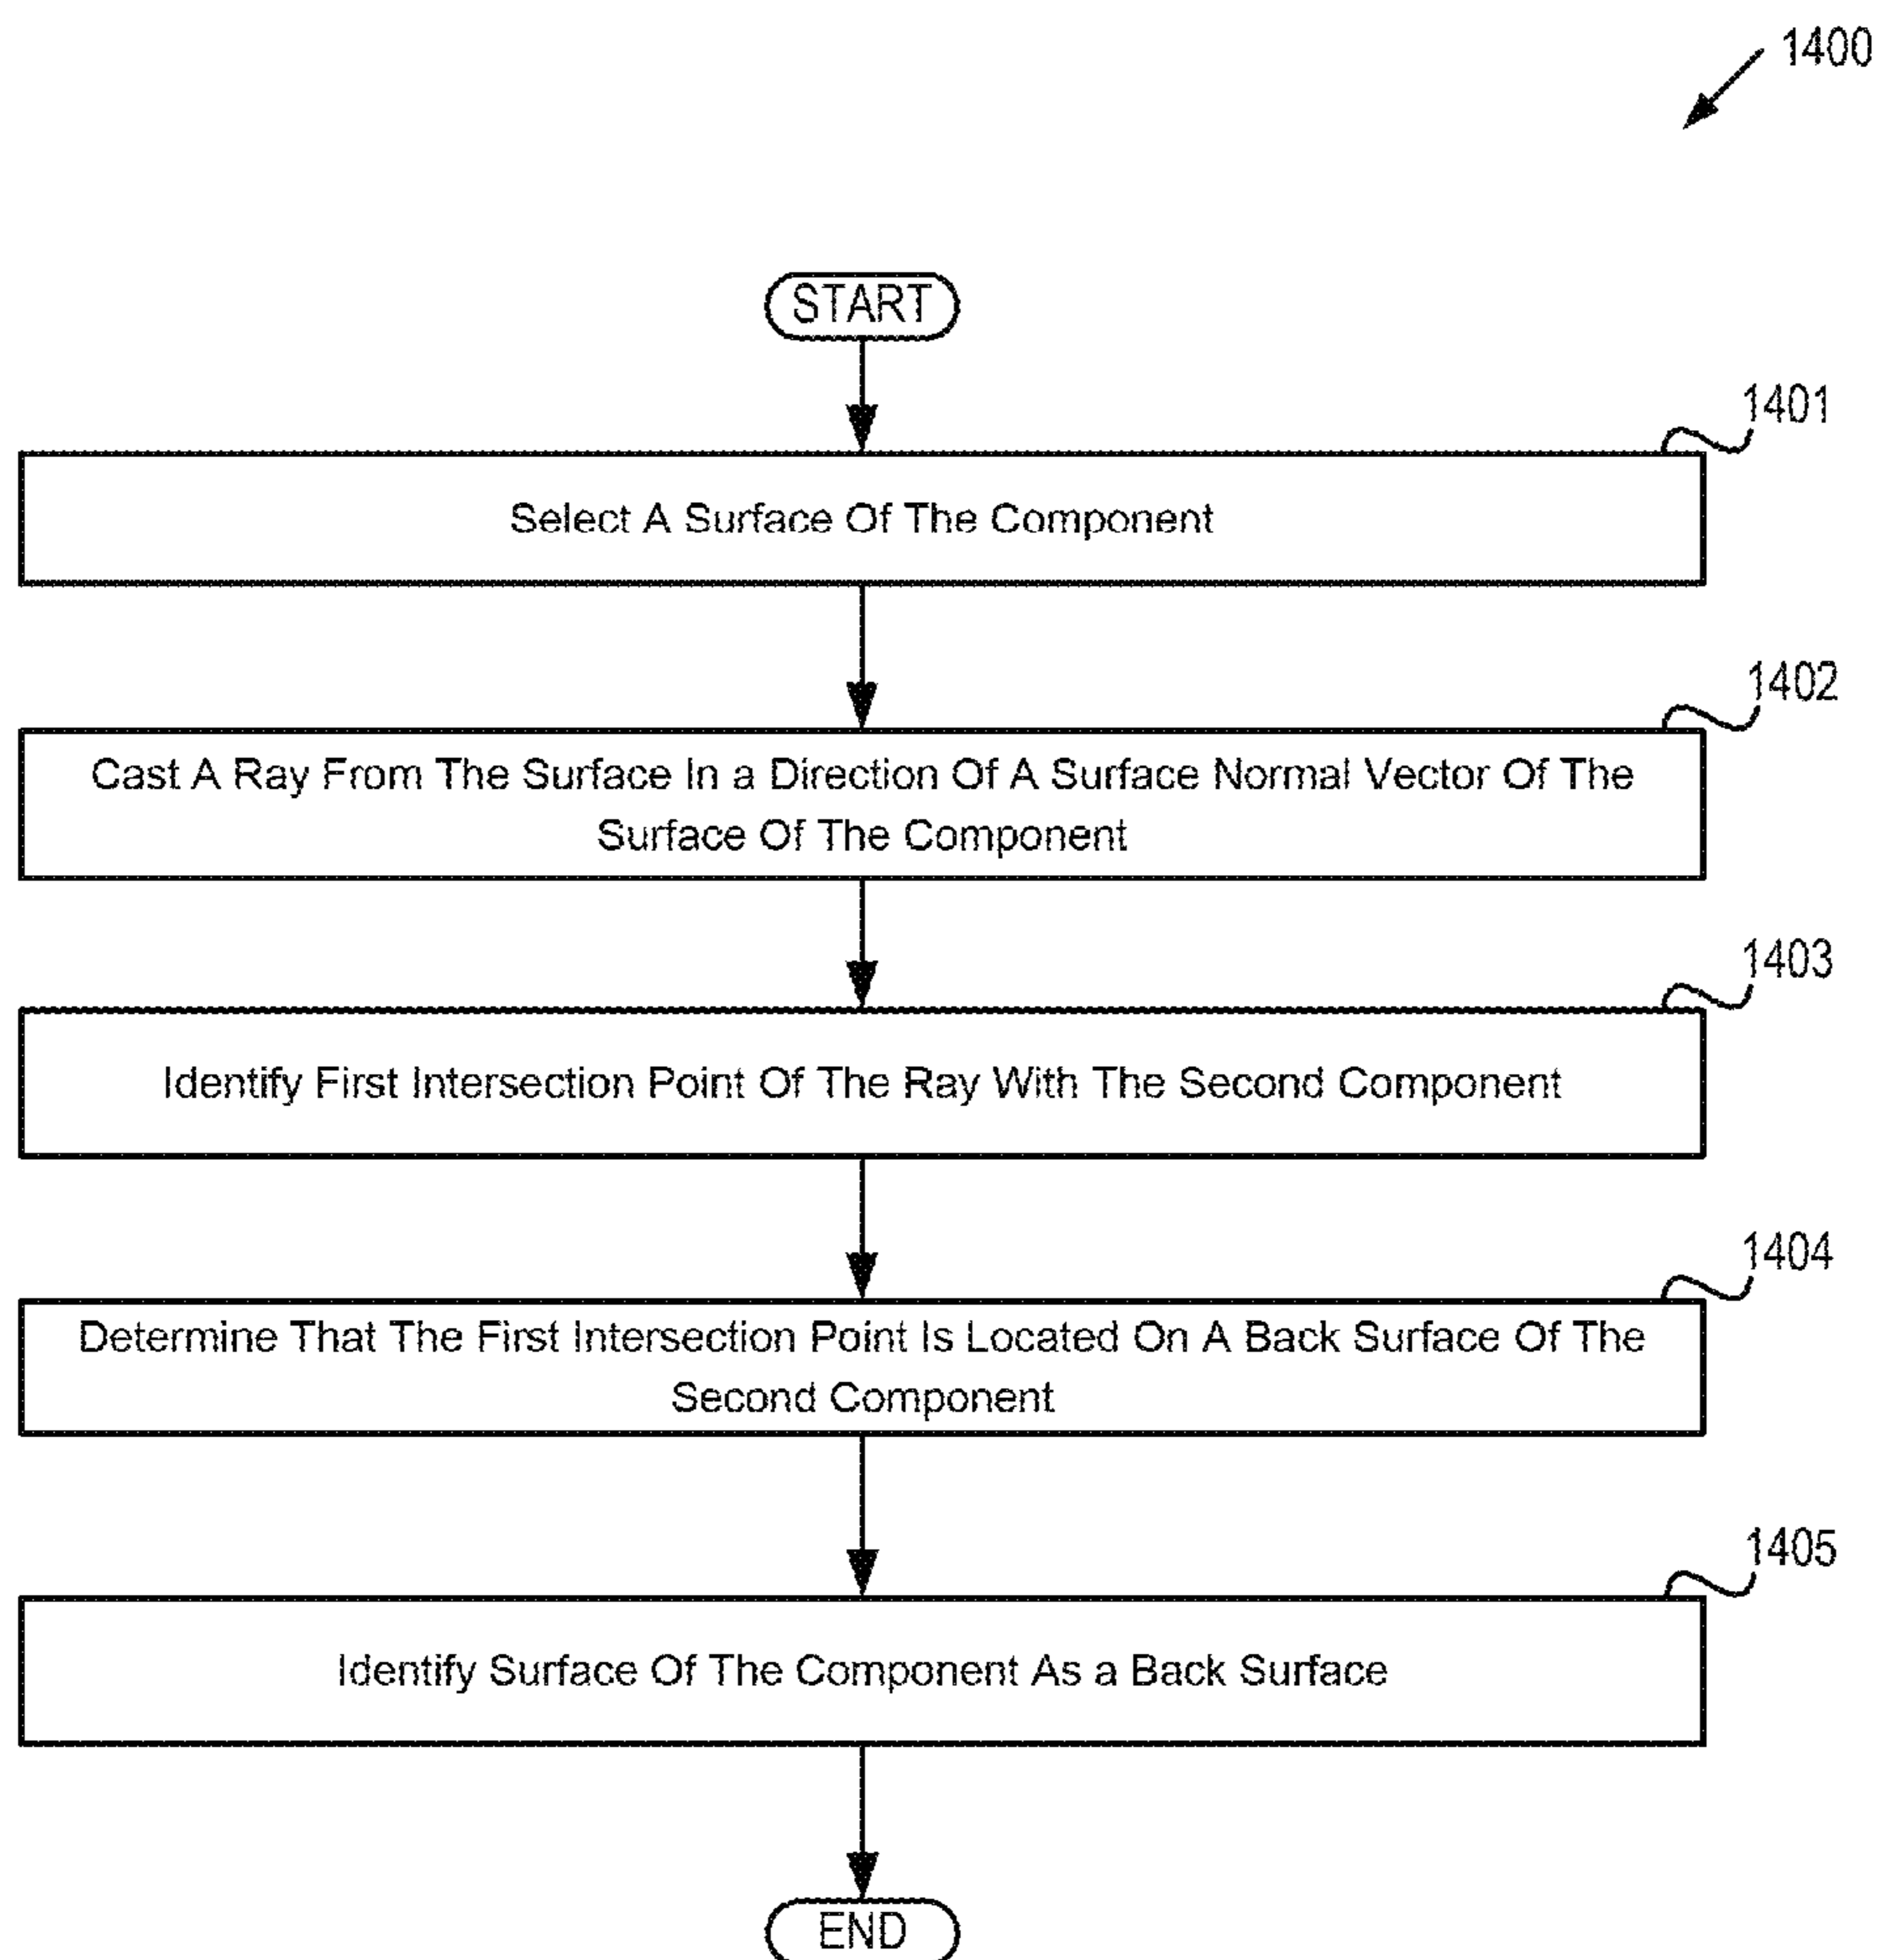 1400
START
1401
Select A Surface Of The Component
1402
Cast A Ray From The Surface In a Direction Of A Surface Normal Vector Of The
Surface Of The Component
1403
Identify First Intersection Point Of The Ray With The Second Component
1404
Determine That The First Intersection Point Is Located On A Back Surface Of The
Second Component
1405
Identify Surface Of The Component As a Back Surface
END